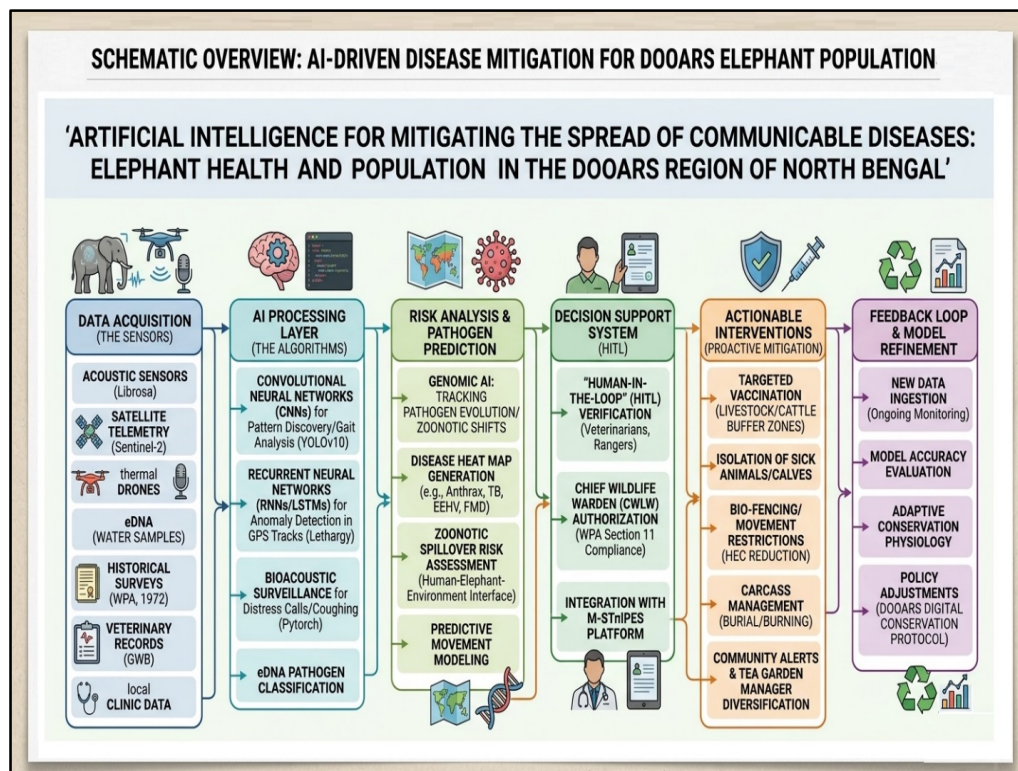 SCHEMATIC OVERVIEW: AI-DRIVEN DISEASE MITIGATION FOR DOOARS ELEPHANT POPULATION
'ARTIFICIAL INTELLIGENCE FOR MITIGATING THE SPREAD OF COMMUNICABLE DISEASES:
ELEPHANT HEALTH AND POPULATION IN THE DOOARS REGION OF NORTH BENGAL'
DATA ACQUISITION
(THE SENSORS)
ACOUSTIC SENSORS
(Librosa)
SATELLITE
TELEMETRY
(Sentinel-2)
thermal
DRONES
eDNA
(WATER SAMPLES)
HISTORICAL
SURVEYS
(WPA, 1972)
VETERINARY
RECORDS
(GWB)
local
CLINIC DATA
AI PROCESSING
LAYER
(THE ALGORITHMS)
CONVOLUTIONAL
NEURAL NETWORKS
(CNNs) for
Pattern Discovery/Gait
Analysis (YOLOv10)
RECURRENT NEURAL
NETWORKS
(RNNs/LSTMs) for
Anomaly Detection in
GPS Tracks (Lethargy)
BIOACOUSTIC
SURVEILLANCE for
Distress Calls/Coughing
(Pytorch)
eDNA PATHOGEN
CLASSIFICATION
RISK ANALYSIS &
PATHOGEN
PREDICTION
GENOMIC AI:
TRACKING
PATHOGEN EVOLUTION/
ZOONOTIC SHIFTS
DISEASE HEAT MAP
GENERATION
(e.g., Anthrax, TB,
EEHV, FMD)
ZOONOTIC
SPILLOVER RISK
ASSESSMENT
(Human-Elephant-
Environment Interface)
PREDICTIVE
MOVEMENT
MODELING
DECISION SUPPORT
SYSTEM
(HITL)
"HUMAN-IN-
THE-LOOP" (HITL)
VERIFICATION
(Veterinarians,
Rangers)
CHIEF WILDLIFE
WARDEN (CWLW)
AUTHORIZATION
(WPA Section 11
Compliance)
INTEGRATION WITH
M-STnIPES
PLATFORM
ACTIONABLE
INTERVENTIONS
(PROACTIVE MITIGATION)
TARGETED
VACCINATION
(LIVESTOCK/CATTLE
BUFFER ZONES)
ISOLATION OF SICK
ANIMALS/CALVES
BIO-FENCING/
MOVEMENT
RESTRICTIONS
(HEC REDUCTION)
CARCASS
MANAGEMENT
(BURIAL/BURNING)
COMMUNITY ALERTS
& TEA GARDEN
MANAGER
DIVERSIFICATION
FEEDBACK LOOP
& MODEL
REFINEMENT
NEW DATA
INGESTION
(Ongoing Monitoring)
MODEL ACCURACY
EVALUATION
ADAPTIVE
CONSERVATION
PHYSIOLOGY
POLICY
ADJUSTMENTS
(DOOARS DIGITAL
CONSERVATION
PROTOCOL)